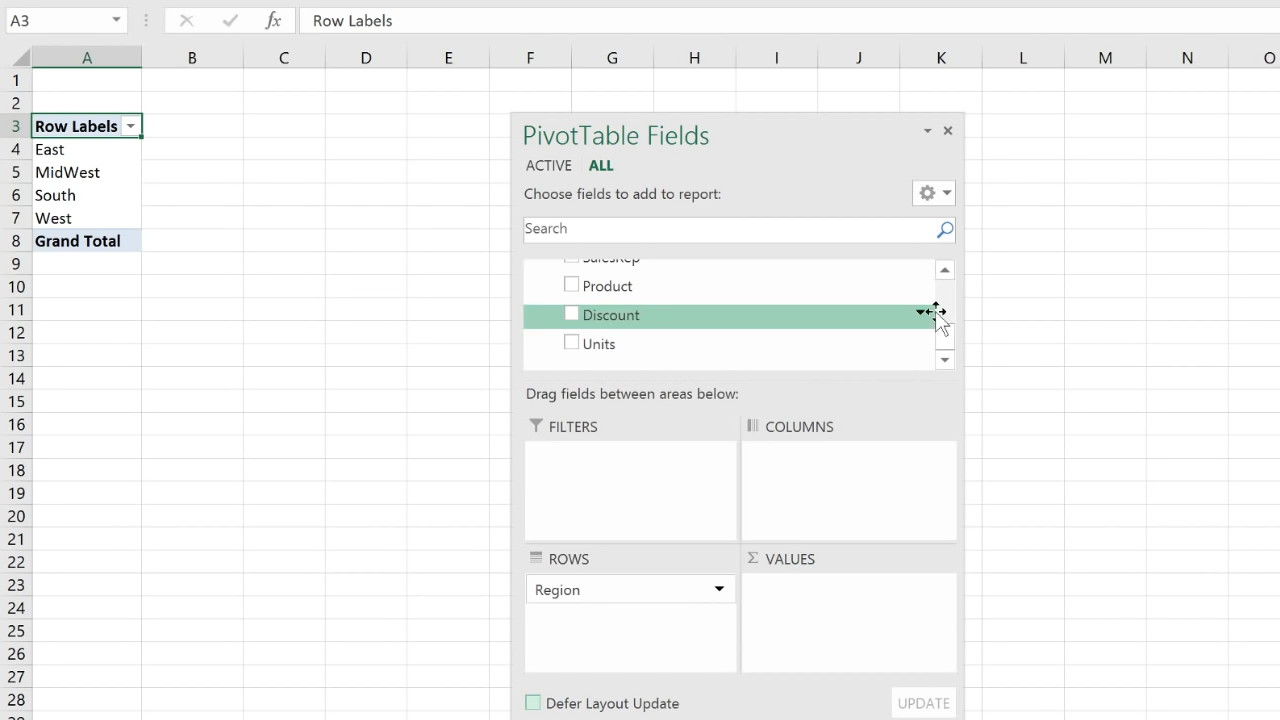 A3 fx Row Labels
A B C D E F G H I J K L M N O
1
2
3 Row Labels
4 East
5 MidWest
6 South
7 West
8 Grand Total
9
10
11
12
13
14
15
16
17
18
19
20
21
22
23
24
25
26
27
28
PivotTable Fields
ACTIVE ALL
Choose fields to add to report:
Search
SalesRep
Product
Discount
Units
Drag fields between areas below:
FILTERS COLUMNS
ROWS Σ VALUES
Region
Defer Layout Update UPDATE